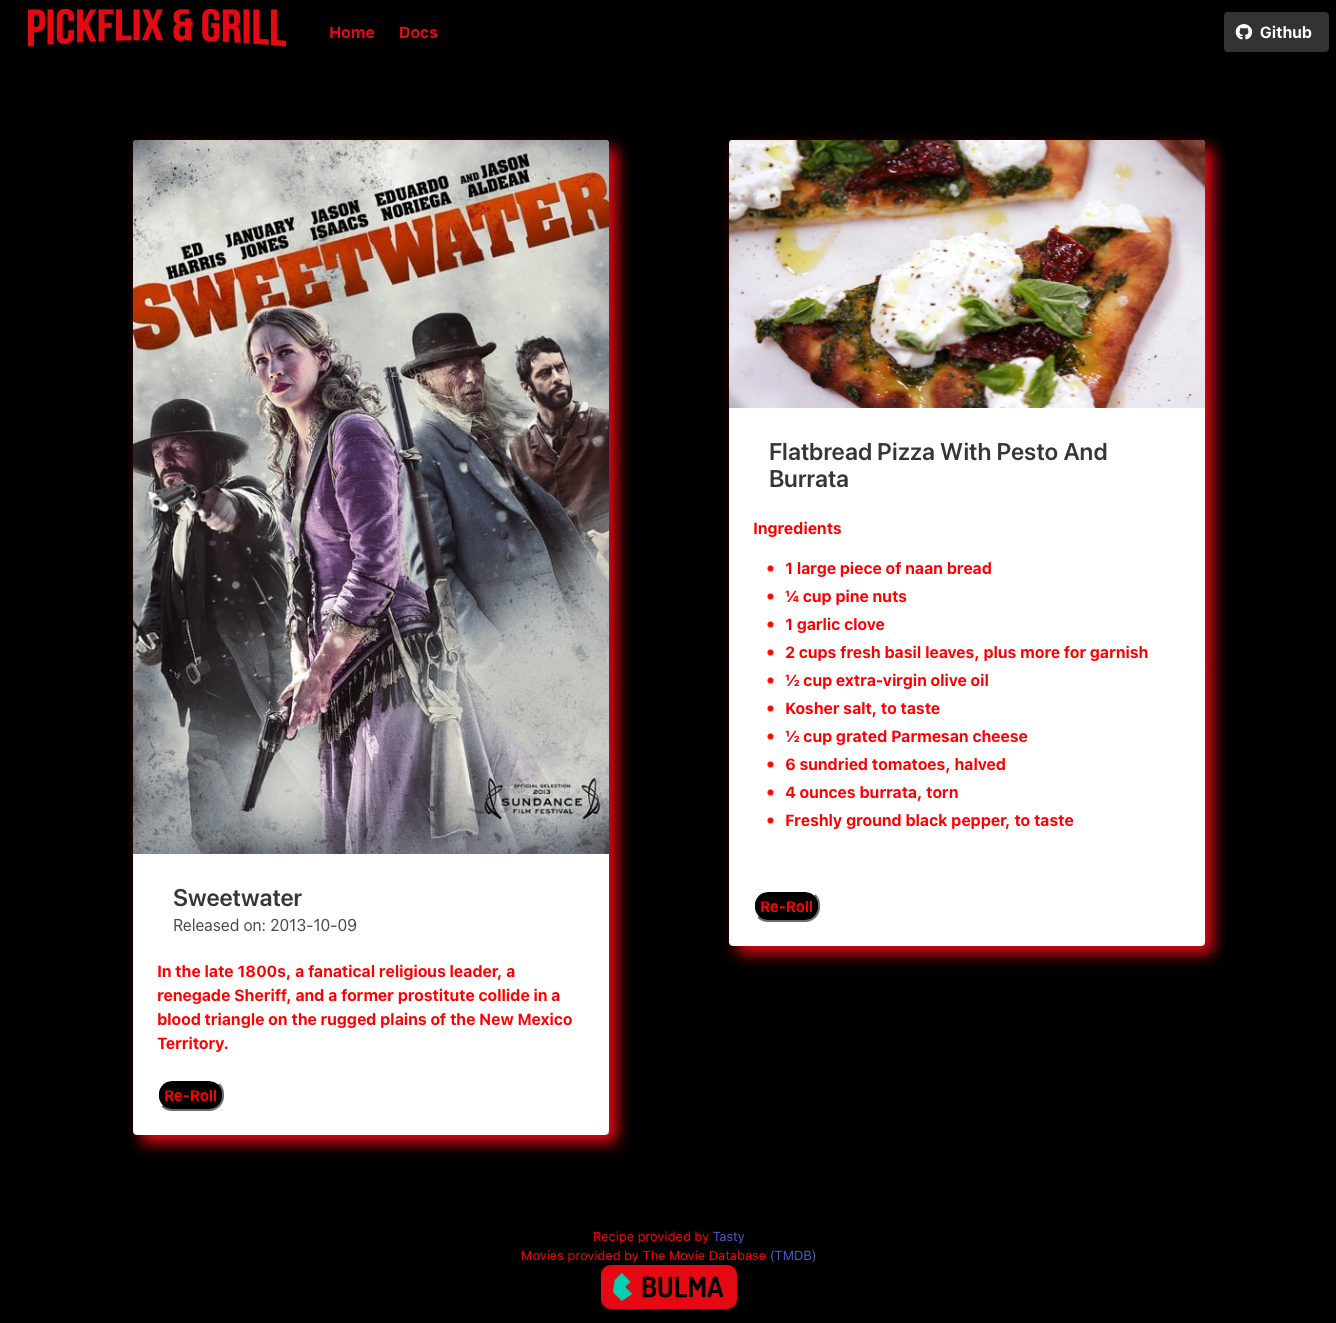 PICKFLIX & GRILL
Home
Docs
Github
ED HARRIS
JANUARY JONES
JASON ISAACS
EDUARDO NORIEGA
AND JASON ALDEAN
SWEETWATER
OFFICIAL SELECTION
2013
SUNDANCE
FILM FESTIVAL
Sweetwater
Released on: 2013-10-09
In the late 1800s, a fanatical religious leader, a
renegade Sheriff, and a former prostitute collide in a
blood triangle on the rugged plains of the New Mexico
Territory.
Re-Roll
Flatbread Pizza With Pesto And
Burrata
Ingredients
• 1 large piece of naan bread
• ¼ cup pine nuts
• 1 garlic clove
• 2 cups fresh basil leaves, plus more for garnish
• ½ cup extra-virgin olive oil
• Kosher salt, to taste
• ½ cup grated Parmesan cheese
• 6 sundried tomatoes, halved
• 4 ounces burrata, torn
• Freshly ground black pepper, to taste
Re-Roll
Recipe provided by Tasty
Movies provided by The Movie Database (TMDB)
BULMA